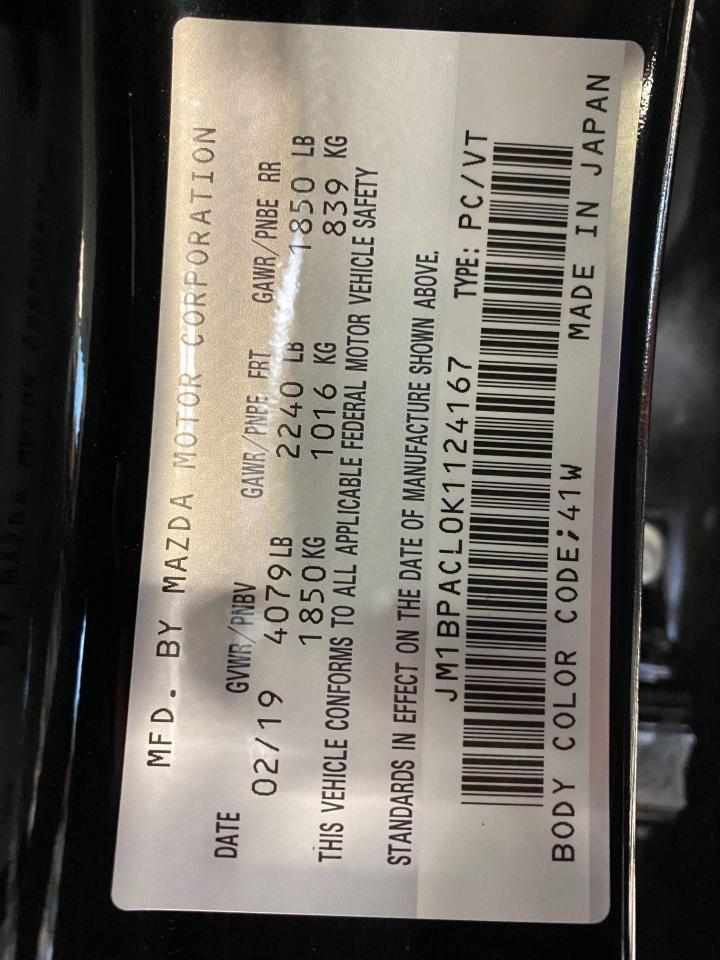 MFD. BY MAZDA MOTOR CORPORATION
DATE GVWR/PNBV GAWR/PNBE FRT GAWR/PNBE RR
02/19 4079LB 2240 LB 1850 LB
1850KG 1016 KG 839 KG
THIS VEHICLE CONFORMS TO ALL APPLICABLE FEDERAL MOTOR VEHICLE SAFETY
STANDARDS IN EFFECT ON THE DATE OF MANUFACTURE SHOWN ABOVE.
JM1BPACL0K1124167 TYPE: PC/VT
BODY COLOR CODE;41W MADE IN JAPAN